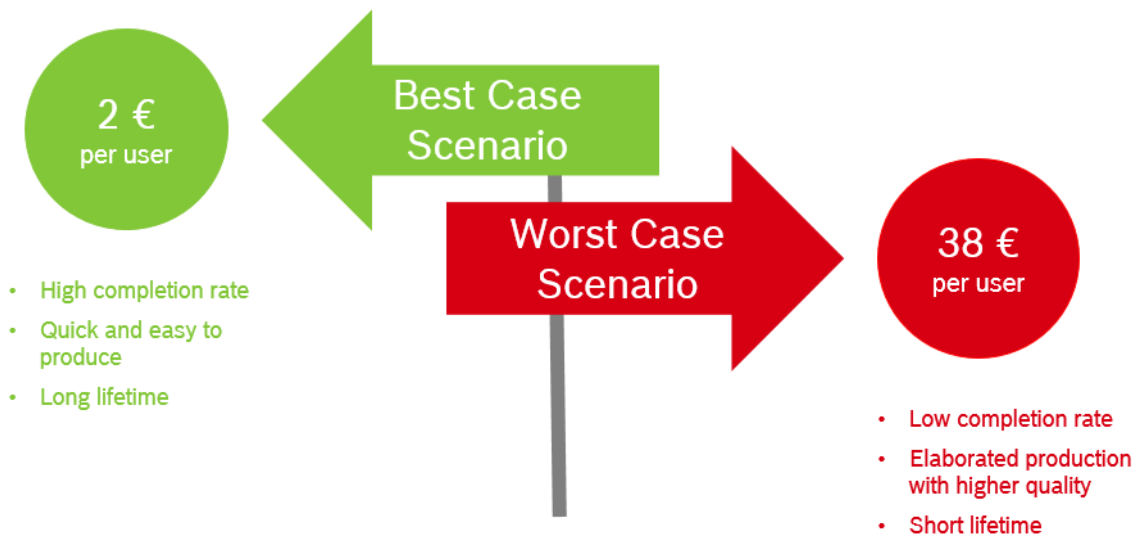 2 €
per user
Best Case
Scenario
• High completion rate
• Quick and easy to
produce
• Long lifetime
Worst Case
Scenario
38 €
per user
• Low completion rate
• Elaborated production
with higher quality
• Short lifetime